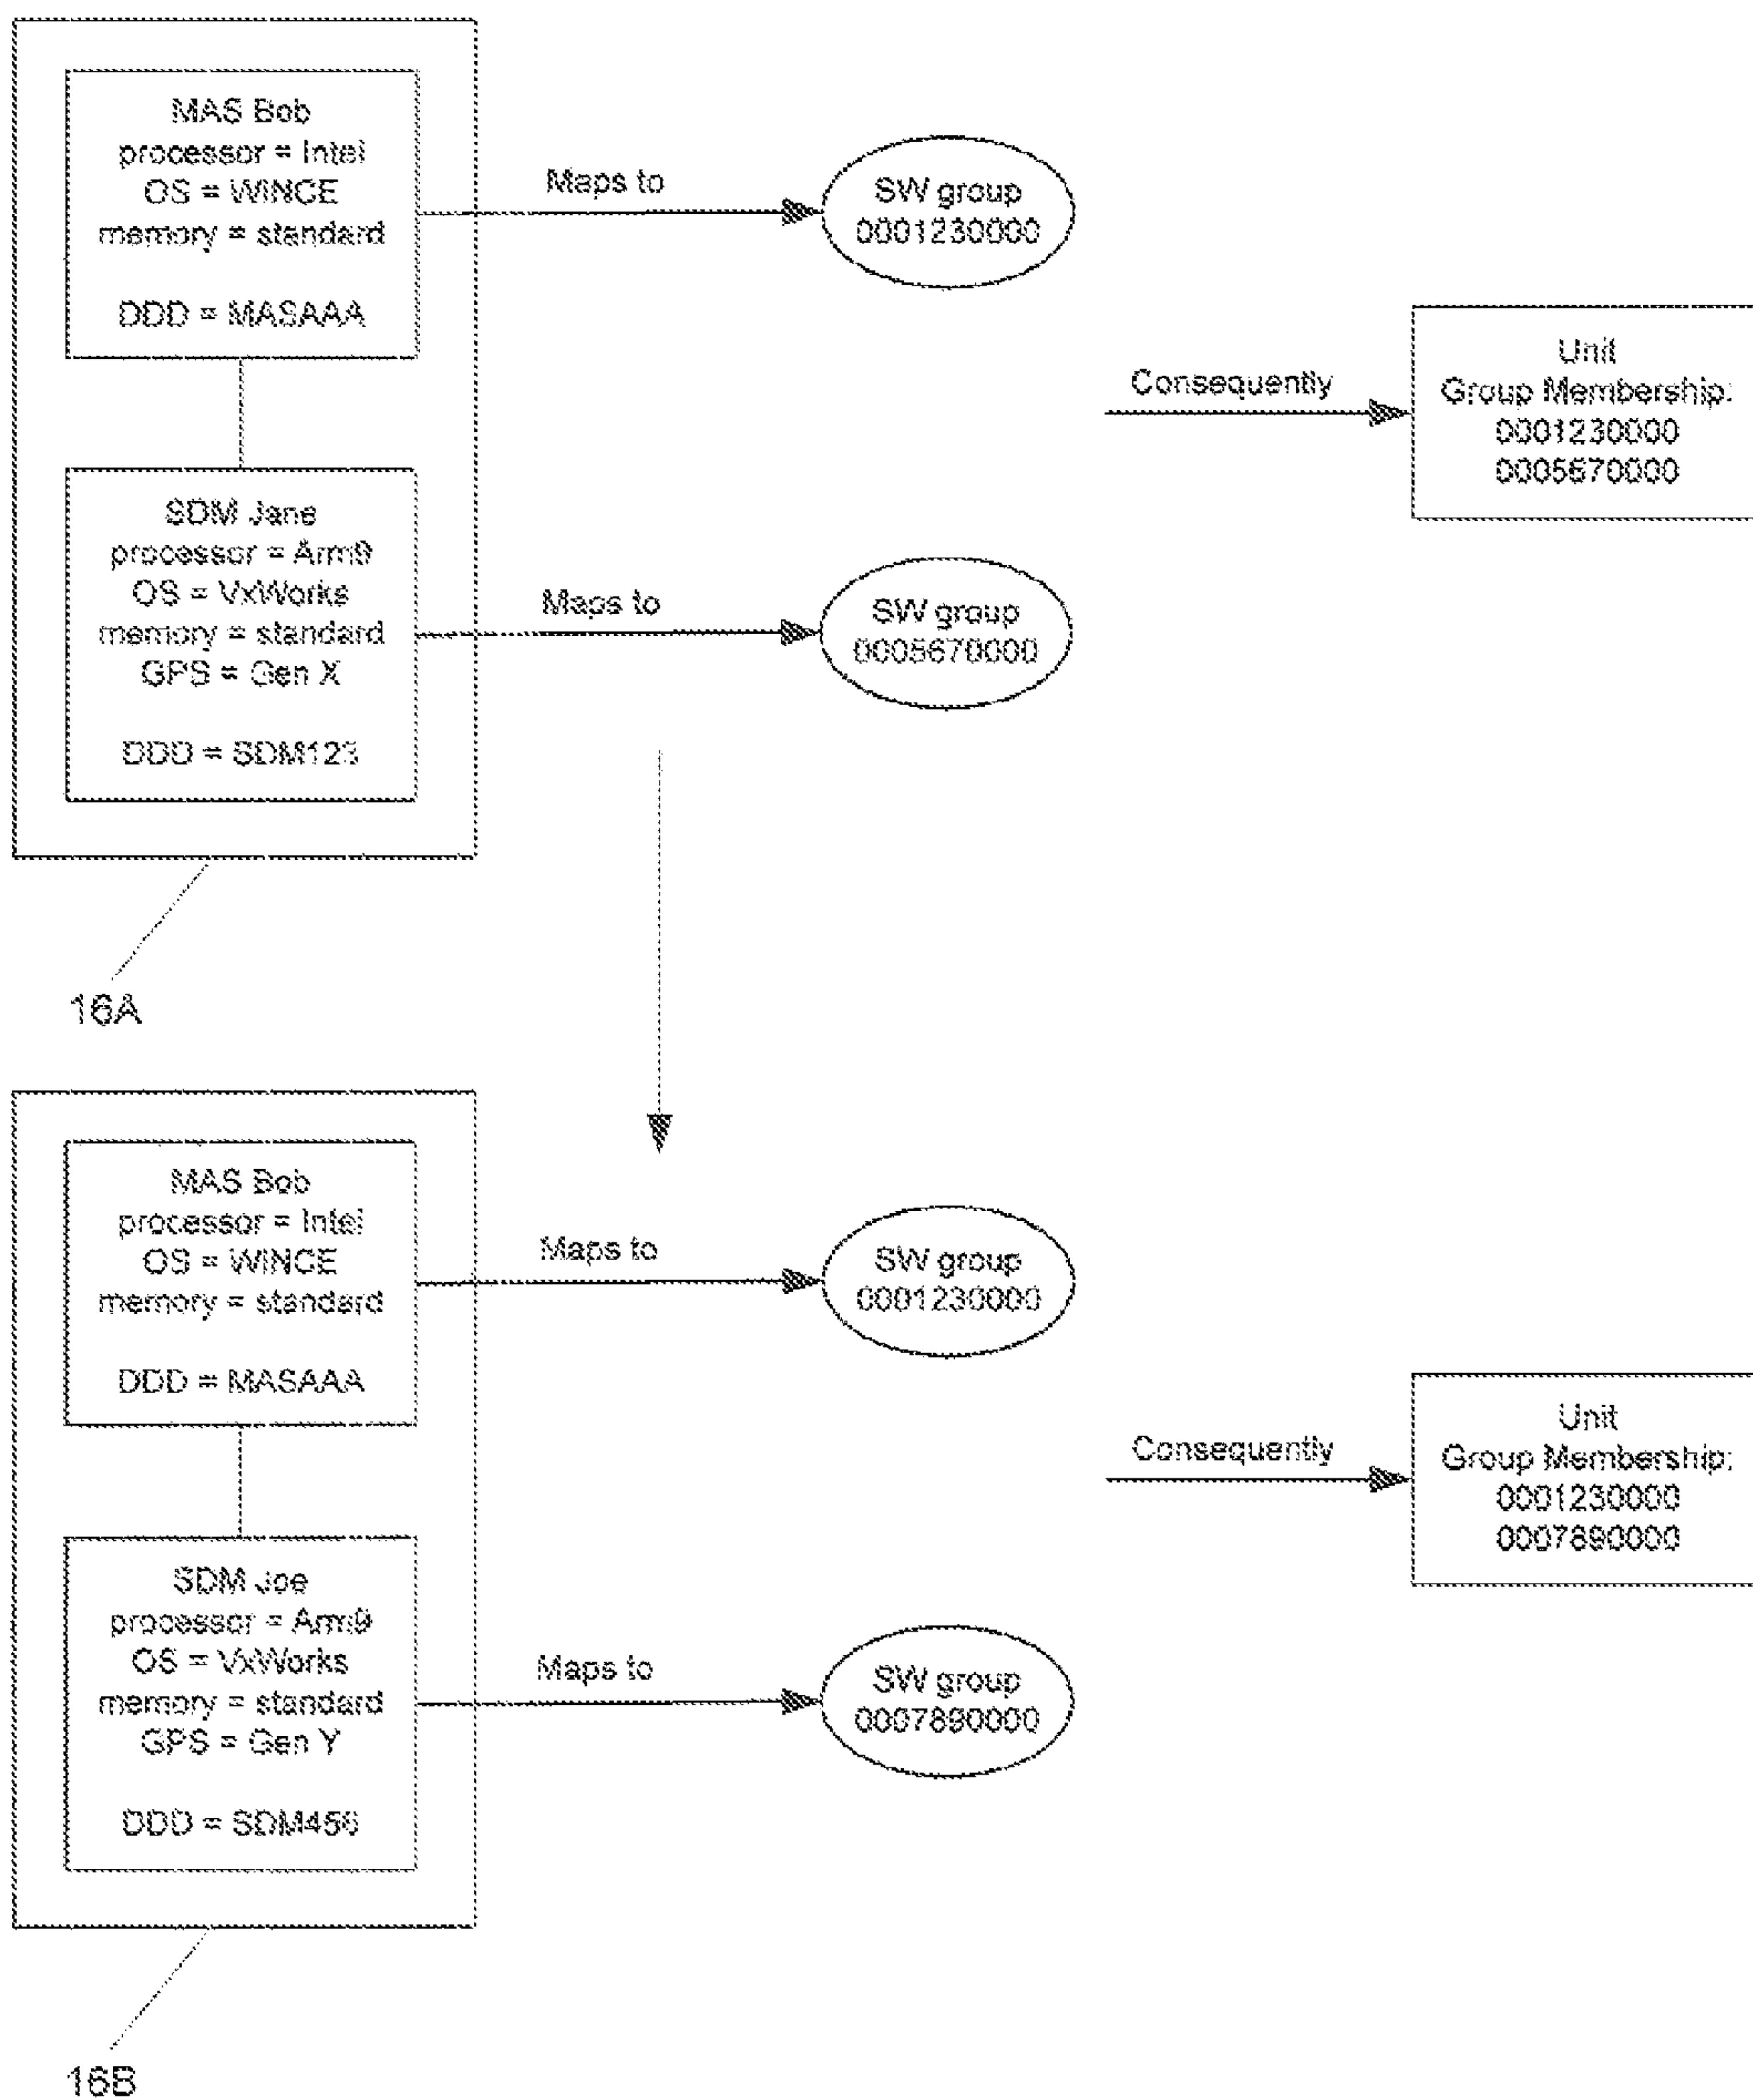 MAS Bob
processor = Intel
OS = WINCE
memory = standard
DDD = MASAAA
Maps to
SW group
0001230000
Consequently
Unit
Group Membership:
0001230000
0005670000
SDM Jane
processor = Arm9
OS = VxWorks
memory = standard
GPS = Gen X
DDD = SDM123
Maps to
SW group
0005670000
16A
MAS Bob
processor = Intel
OS = WINCE
memory = standard
DDD = MASAAA
Maps to
SW group
0001230000
Consequently
Unit
Group Membership:
0001230000
0007890000
SDM Joe
processor = Arm9
OS = VxWorks
memory = standard
GPS = Gen Y
DDD = SDM456
Maps to
SW group
0007890000
16B